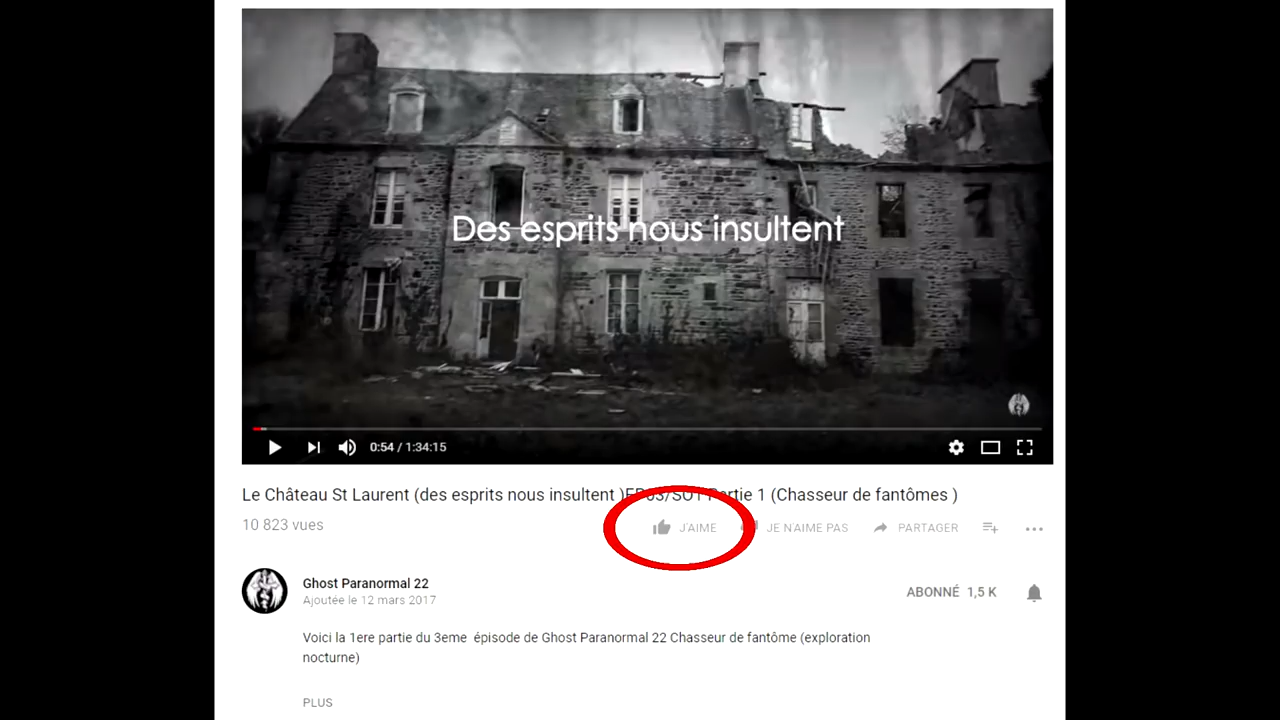 Des esprits nous insultent
0:54 / 1:34:15
Le Château St Laurent (des esprits nous insultent )EP03/S01 Partie 1 (Chasseur de fantômes )
10 823 vues
J'AIME JE N'AIME PAS PARTAGER
Ghost Paranormal 22
Ajoutée le 12 mars 2017
ABONNÉ 1,5 K
Voici la 1ere partie du 3eme épisode de Ghost Paranormal 22 Chasseur de fantôme (exploration
nocturne)
PLUS